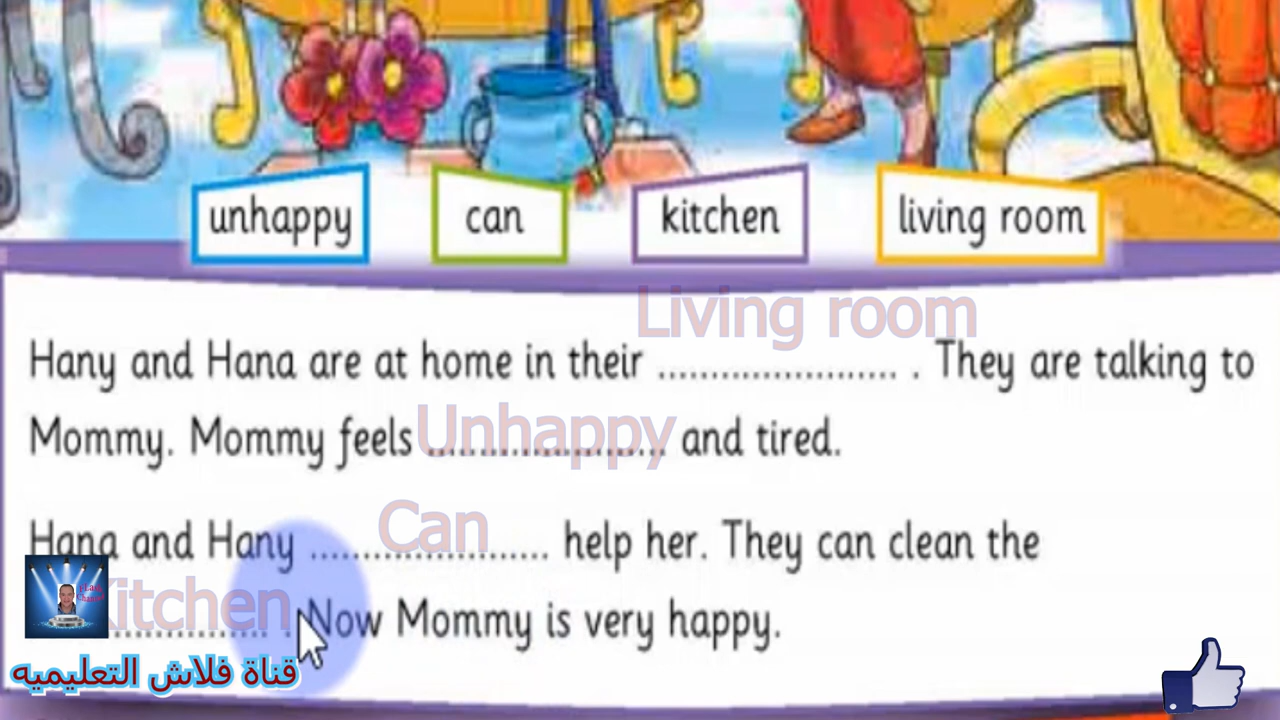 unhappy can kitchen living room
Living room
Hany and Hana are at home in their ........................ . They are talking to
Unhappy
Mommy. Mommy feels ........................ and tired.
Can
Hana and Hany ........................ help her. They can clean the
Kitchen
................ . Now Mommy is very happy.
قناة فلاش التعليميه